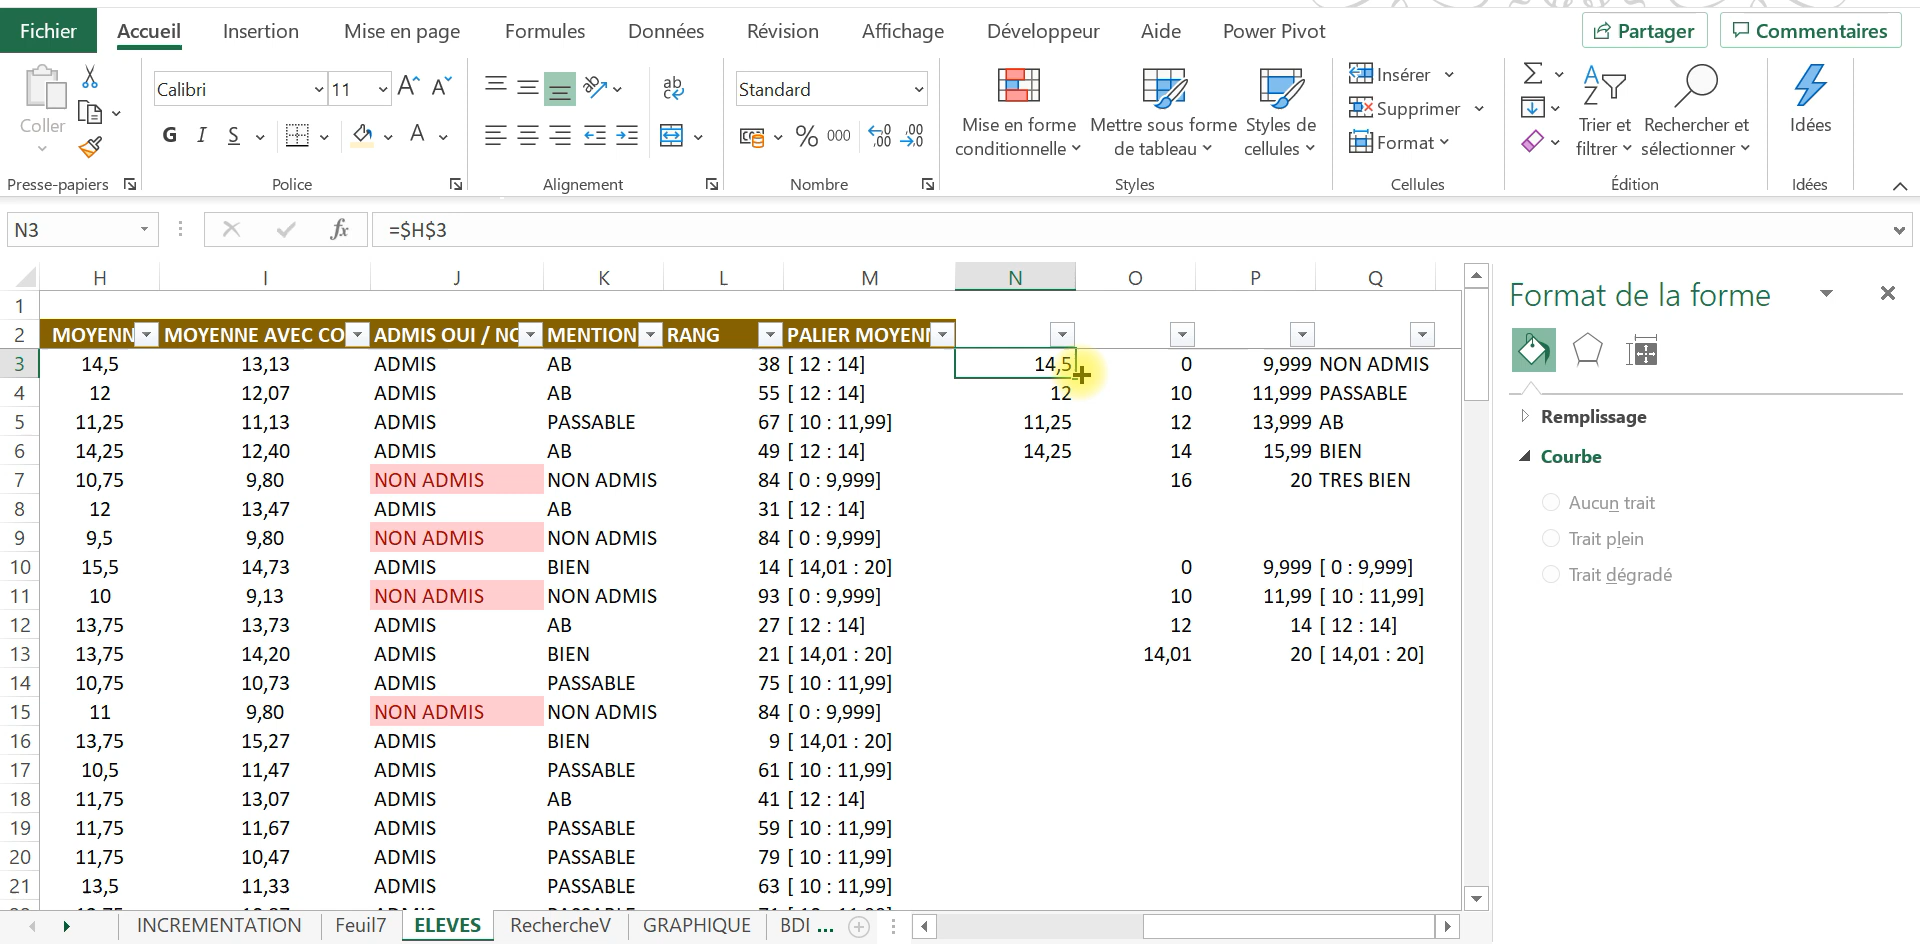 Fichier Accueil Insertion Mise en page Formules Données Révision Affichage Développeur Aide Power Pivot Partager Commentaires
Coller
Calibri 11
G I S
Standard
% 000
Mise en forme conditionnelle
Mettre sous forme de tableau
Styles de cellules
Insérer
Supprimer
Format
Trier et filtrer
Rechercher et sélectionner
Idées
Presse-papiers Police Alignement Nombre Styles Cellules Édition Idées
N3 fx =$H$3
H I J K L M N O P Q
1
2 MOYENN MOYENNE AVEC CO ADMIS OUI / NO MENTION RANG PALIER MOYEN
3 14,5 13,13 ADMIS AB 38 [ 12 : 14] 14,5 0 9,999 NON ADMIS
4 12 12,07 ADMIS AB 55 [ 12 : 14] 12 10 11,999 PASSABLE
5 11,25 11,13 ADMIS PASSABLE 67 [ 10 : 11,99] 11,25 12 13,999 AB
6 14,25 12,40 ADMIS AB 49 [ 12 : 14] 14,25 14 15,99 BIEN
7 10,75 9,80 NON ADMIS NON ADMIS 84 [ 0 : 9,999] 16 20 TRES BIEN
8 12 13,47 ADMIS AB 31 [ 12 : 14]
9 9,5 9,80 NON ADMIS NON ADMIS 84 [ 0 : 9,999]
10 15,5 14,73 ADMIS BIEN 14 [ 14,01 : 20] 0 9,999 [ 0 : 9,999]
11 10 9,13 NON ADMIS NON ADMIS 93 [ 0 : 9,999] 10 11,99 [ 10 : 11,99]
12 13,75 13,73 ADMIS AB 27 [ 12 : 14] 12 14 [ 12 : 14]
13 13,75 14,20 ADMIS BIEN 21 [ 14,01 : 20] 14,01 20 [ 14,01 : 20]
14 10,75 10,73 ADMIS PASSABLE 75 [ 10 : 11,99]
15 11 9,80 NON ADMIS NON ADMIS 84 [ 0 : 9,999]
16 13,75 15,27 ADMIS BIEN 9 [ 14,01 : 20]
17 10,5 11,47 ADMIS PASSABLE 61 [ 10 : 11,99]
18 11,75 13,07 ADMIS AB 41 [ 12 : 14]
19 11,75 11,67 ADMIS PASSABLE 59 [ 10 : 11,99]
20 11,75 10,47 ADMIS PASSABLE 79 [ 10 : 11,99]
21 13,5 11,33 ADMIS PASSABLE 63 [ 10 : 11,99]
INCREMENTATION Feuil7 ELEVES RechercheV GRAPHIQUE BDI ...
Format de la forme
Remplissage
Courbe
Aucun trait
Trait plein
Trait dégradé